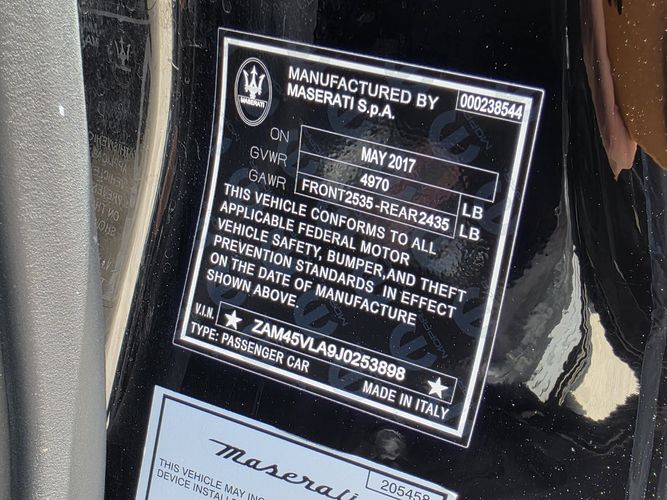 MASERATI
MANUFACTURED BY
MASERATI S.p.A.
000238544
ON MAY 2017
GVWR 4970 LB
GAWR FRONT2535-REAR2435 LB
THIS VEHICLE CONFORMS TO ALL
APPLICABLE FEDERAL MOTOR
VEHICLE SAFETY, BUMPER,AND THEFT
PREVENTION STANDARDS IN EFFECT
ON THE DATE OF MANUFACTURE
SHOWN ABOVE.
V.I.N. ★ ZAM45VLA9J0253898 ★
TYPE: PASSENGER CAR MADE IN ITALY
Maserati
205458
THIS VEHICLE MAY
DEVICE